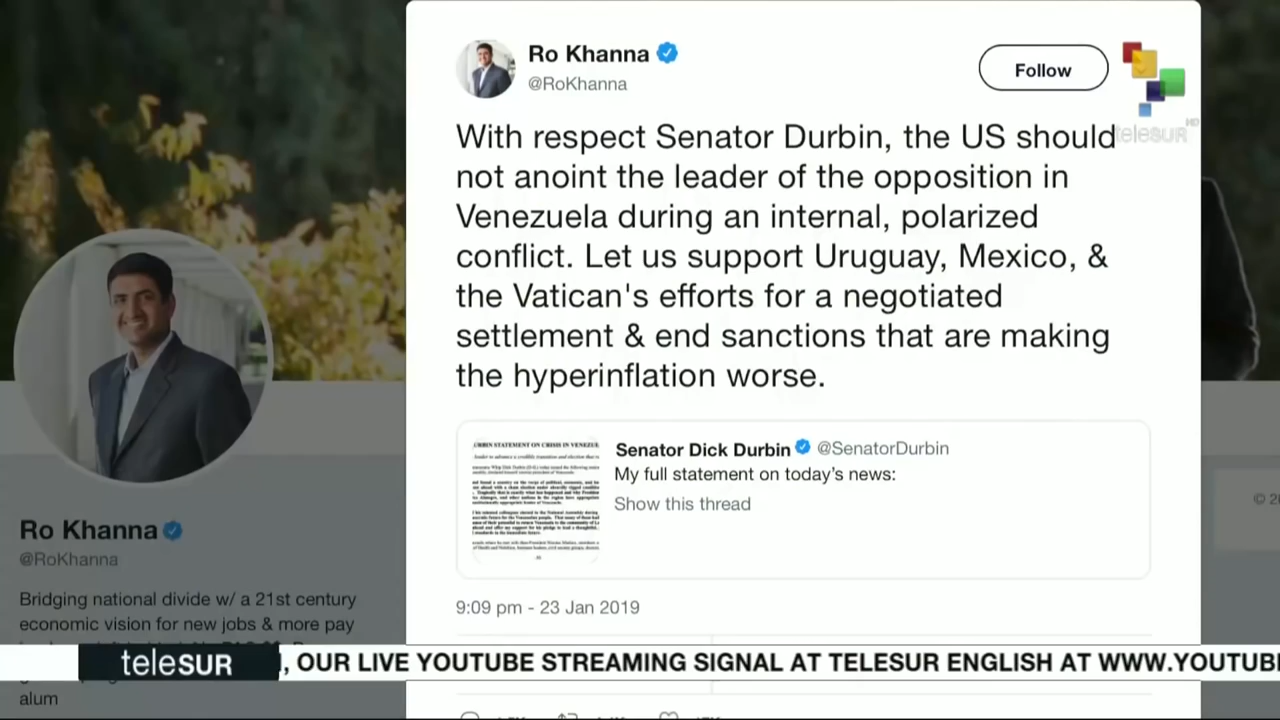 Ro Khanna
@RoKhanna
Follow
teleSUR HD
With respect Senator Durbin, the US should
not anoint the leader of the opposition in
Venezuela during an internal, polarized
conflict. Let us support Uruguay, Mexico, &
the Vatican's efforts for a negotiated
settlement & end sanctions that are making
the hyperinflation worse.
Senator Dick Durbin @SenatorDurbin
My full statement on today's news:
Show this thread
9:09 pm - 23 Jan 2019
Ro Khanna
@RoKhanna
Bridging national divide w/ a 21st century
economic vision for new jobs & more pay
alum
teleSUR
, OUR LIVE YOUTUBE STREAMING SIGNAL AT TELESUR ENGLISH AT WWW.YOUTUB